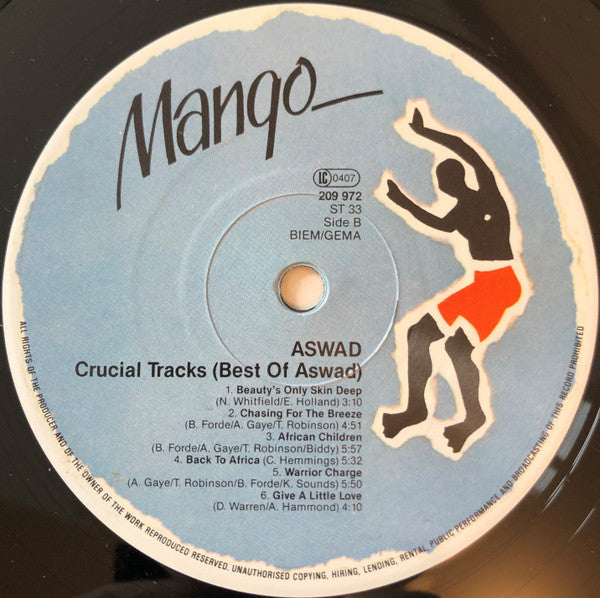 Mango
LC 0407
209 972
ST 33
Side B
BIEM/GEMA
ASWAD
Crucial Tracks (Best Of Aswad)
1. Beauty's Only Skin Deep
(N. Whitfield/E. Holland) 3:10
2. Chasing For The Breeze
(B. Forde/A. Gaye/T. Robinson) 4:51
3. African Children
(B. Forde/A. Gaye/T. Robinson/Biddy) 5:57
4. Back To Africa (C. Hemmings) 5:32
5. Warrior Charge
(A. Gaye/T. Robinson/B. Forde/K. Sounds) 5:50
6. Give A Little Love
(D. Warren/A. Hammond) 4:10
ALL RIGHTS OF THE PRODUCER AND OF THE OWNER OF THE WORK REPRODUCED RESERVED. UNAUTHORISED COPYING, HIRING, LENDING, RENTAL, PUBLIC PERFORMANCE AND BROADCASTING OF THIS RECORD PROHIBITED